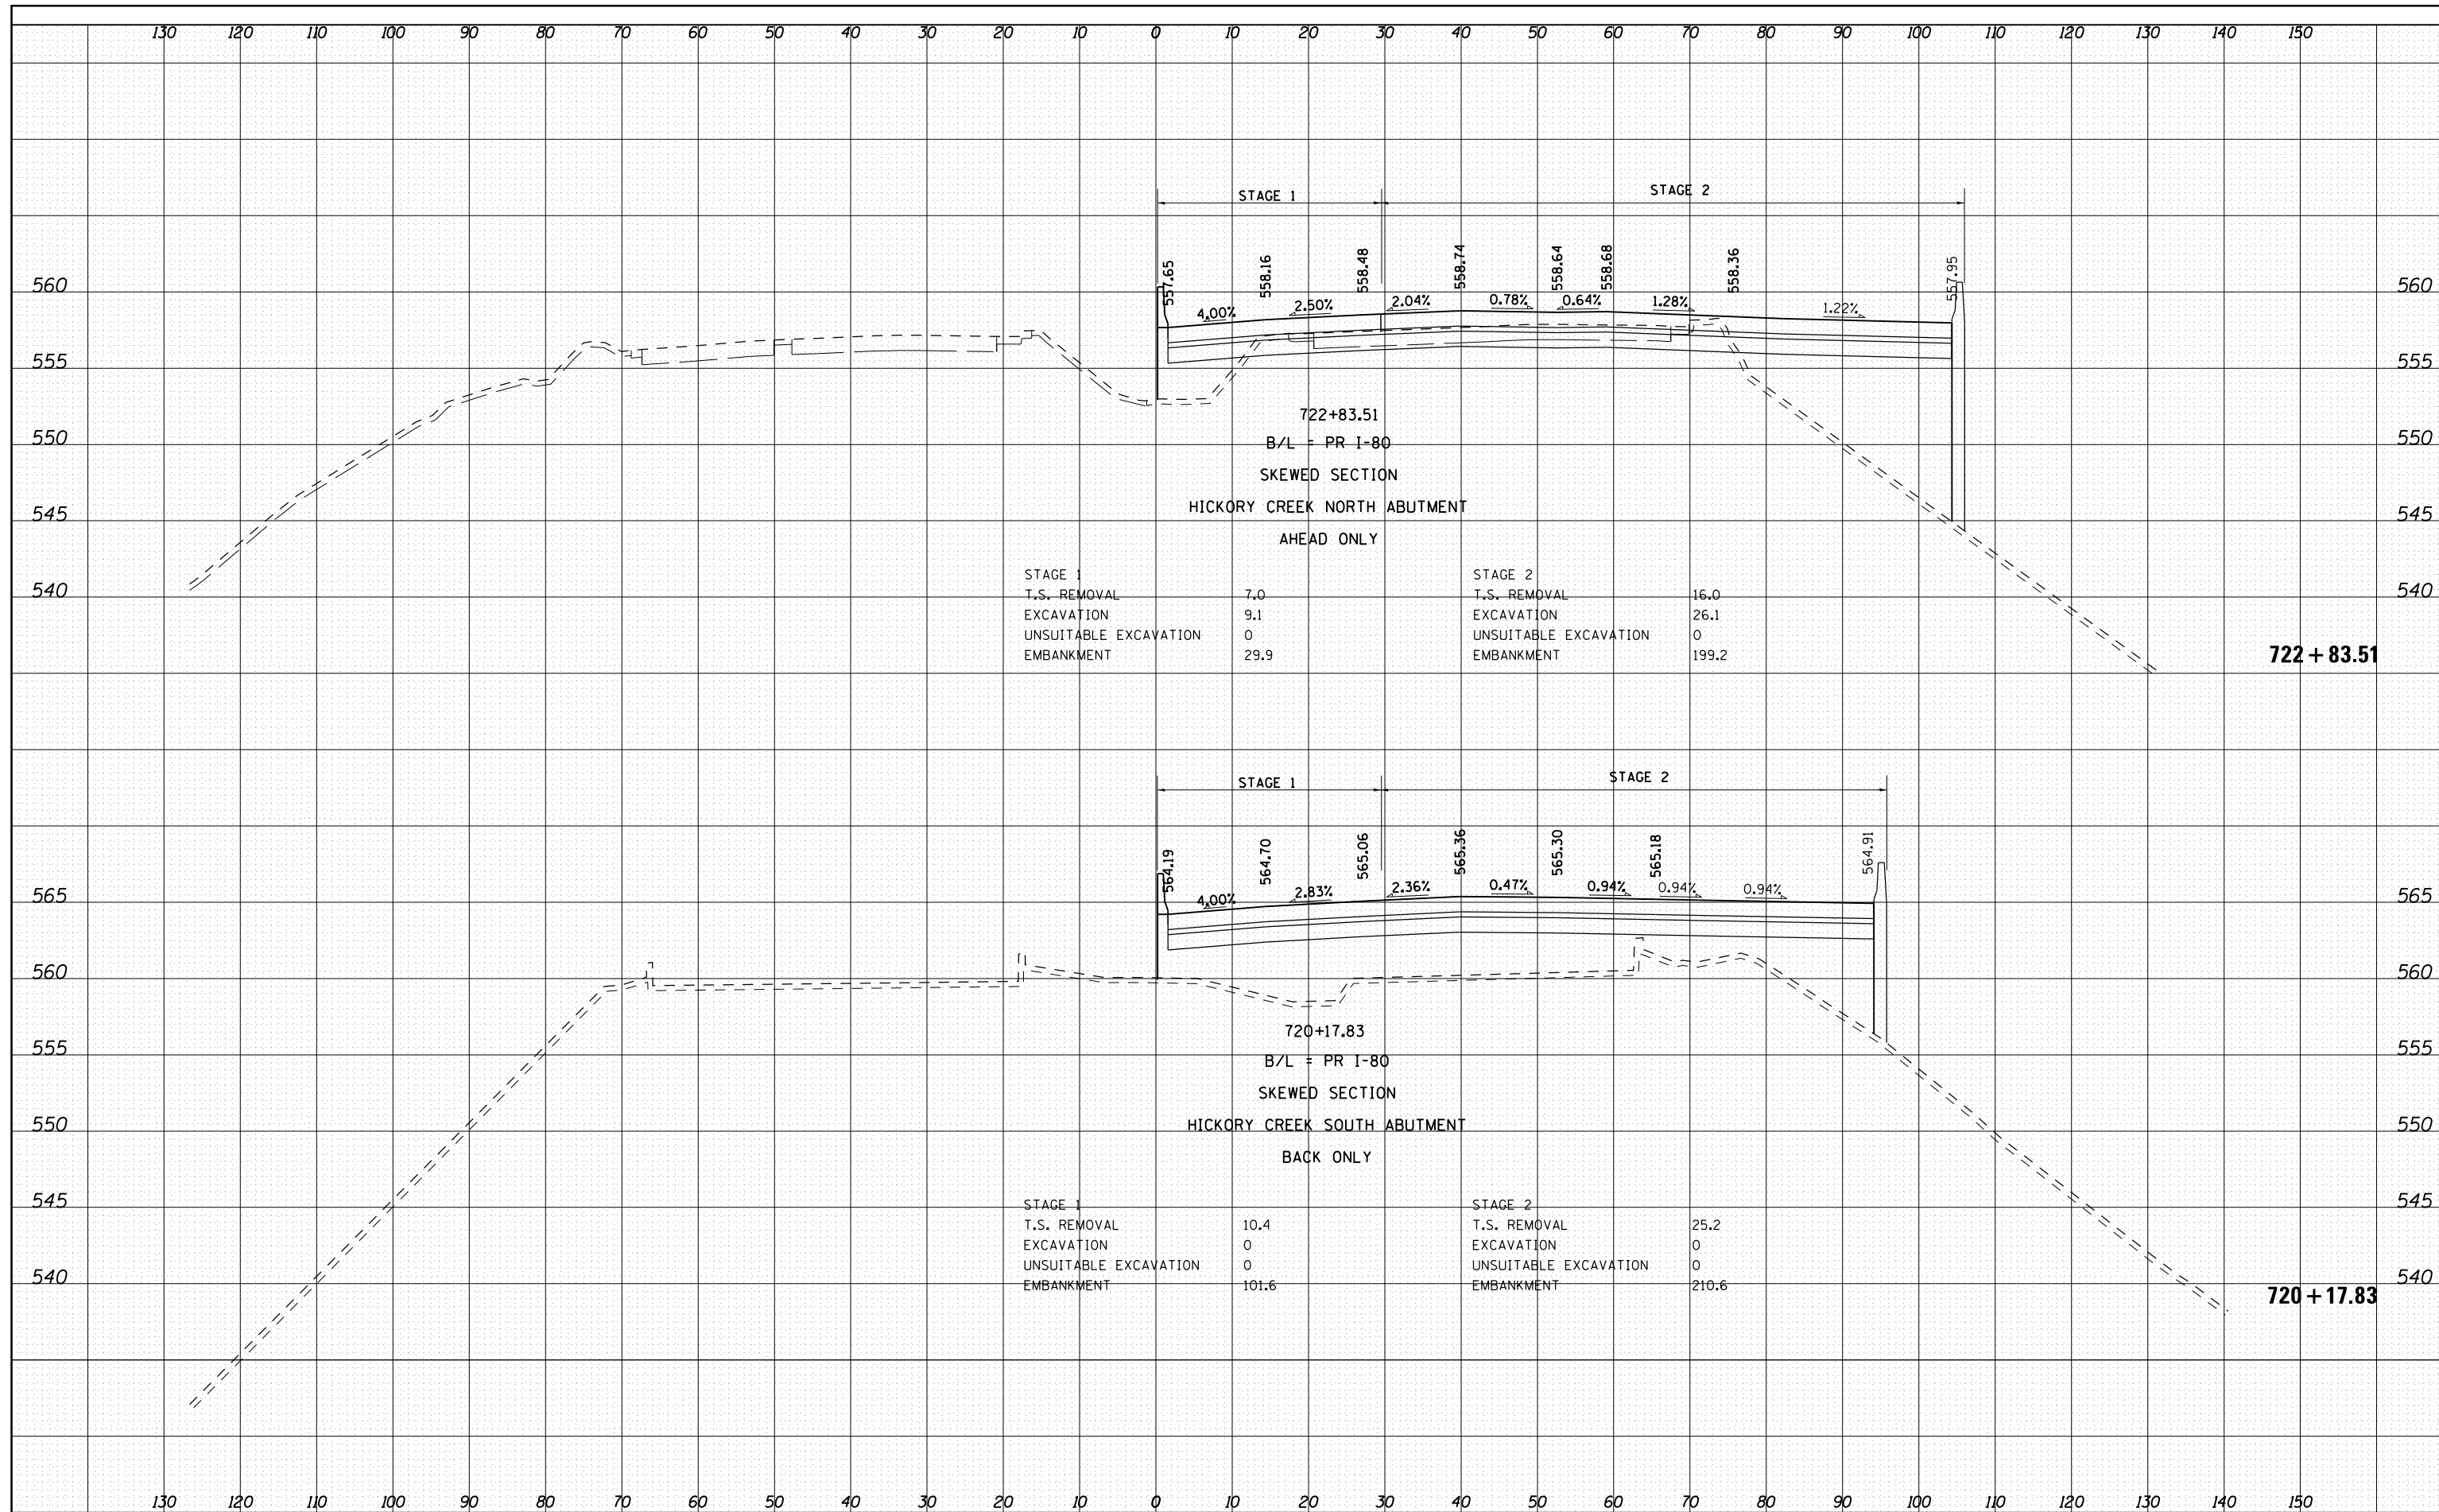 130 120 110 100 90 80 70 60 50 40 30 20 10 0 10 20 30 40 50 60 70 80 90 100 110 120 130 140 150
STAGE 1 STAGE 2
557.65 558.16 558.48 558.74 558.64 558.68 558.36 557.95
560 560
4.00% 2.50% 2.04% 0.78% 0.64% 1.28% 1.22%
555 555
722+83.51
B/L = PR I-80
550 550
SKEWED SECTION
HICKORY CREEK NORTH ABUTMENT
545 545
AHEAD ONLY
STAGE 1 STAGE 2
540 540
T.S. REMOVAL 7.0 T.S. REMOVAL 16.0
EXCAVATION 9.1 EXCAVATION 26.1
UNSUITABLE EXCAVATION 0 UNSUITABLE EXCAVATION 0
EMBANKMENT 29.9 EMBANKMENT 199.2
722+83.51
STAGE 1 STAGE 2
564.19 564.70 565.06 565.36 565.30 565.18 564.91
4.00% 2.83% 2.36% 0.47% 0.94% 0.94% 0.94%
565 565
560 560
720+17.83
555 555
B/L = PR I-80
SKEWED SECTION
550 550
HICKORY CREEK SOUTH ABUTMENT
BACK ONLY
545 545
STAGE 1 STAGE 2
T.S. REMOVAL 10.4 T.S. REMOVAL 25.2
EXCAVATION 0 EXCAVATION 0
UNSUITABLE EXCAVATION 0 UNSUITABLE EXCAVATION 0
540 540
EMBANKMENT 101.6 EMBANKMENT 210.6
720+17.83
130 120 110 100 90 80 70 60 50 40 30 20 10 0 10 20 30 40 50 60 70 80 90 100 110 120 130 140 150